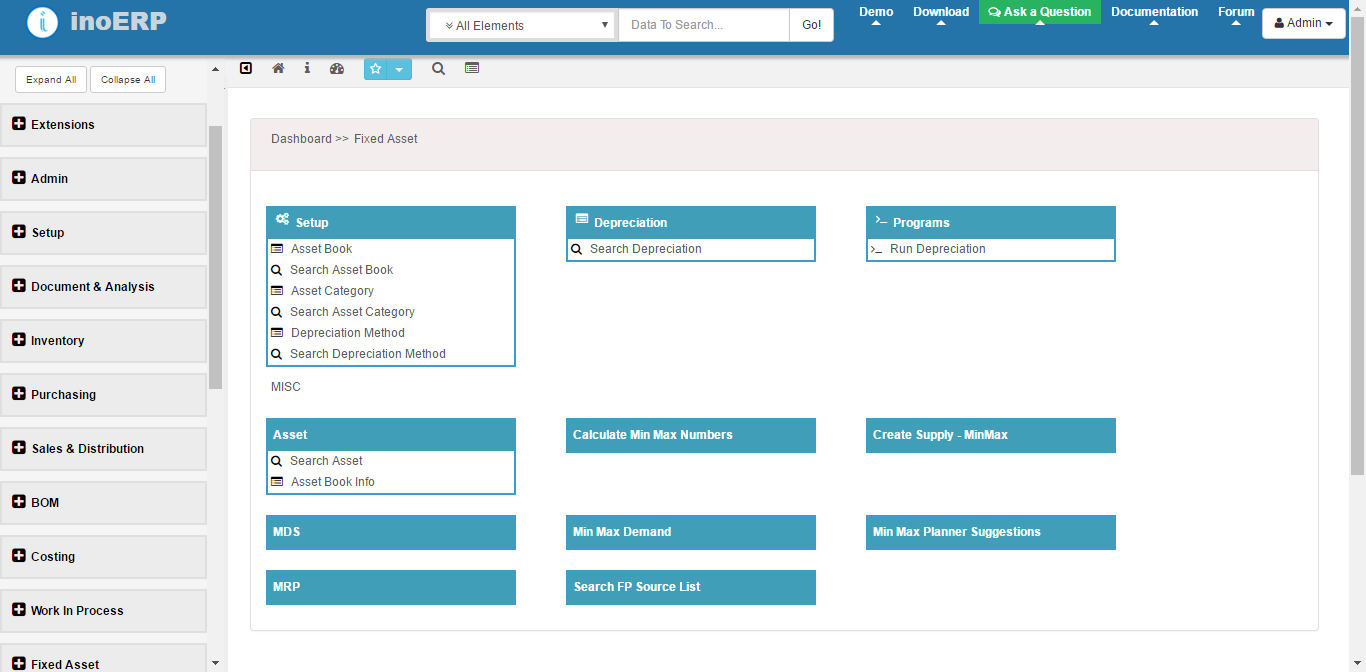 inoERP
All Elements
Data To Search...
Go!
Demo
Download
Ask a Question
Documentation
Forum
Admin
Expand All
Collapse All
Extensions
Admin
Setup
Document & Analysis
Inventory
Purchasing
Sales & Distribution
BOM
Costing
Work In Process
Fixed Asset
Dashboard >> Fixed Asset
Setup
Asset Book
Search Asset Book
Asset Category
Search Asset Category
Depreciation Method
Search Depreciation Method
Depreciation
Search Depreciation
Programs
Run Depreciation
MISC
Asset
Search Asset
Asset Book Info
Calculate Min Max Numbers
Create Supply - MinMax
MDS
Min Max Demand
Min Max Planner Suggestions
MRP
Search FP Source List